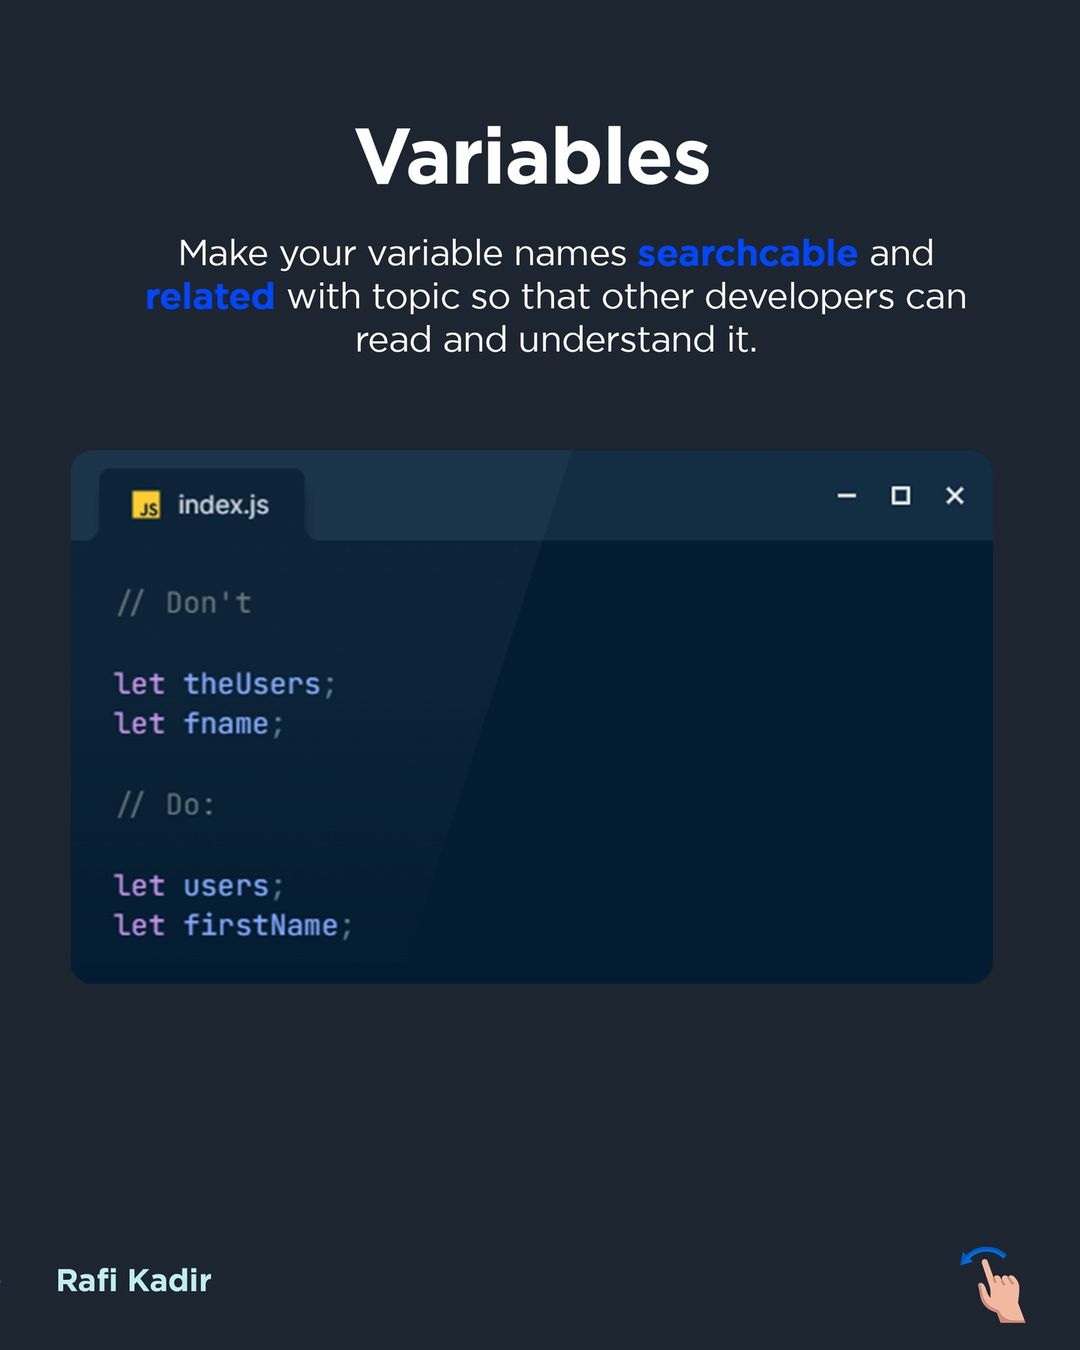 Variables
Make your variable names searchcable and
related with topic so that other developers can
read and understand it.
JS index.js
// Don't
let theUsers;
let fname;
// Do:
let users;
let firstName;
Rafi Kadir